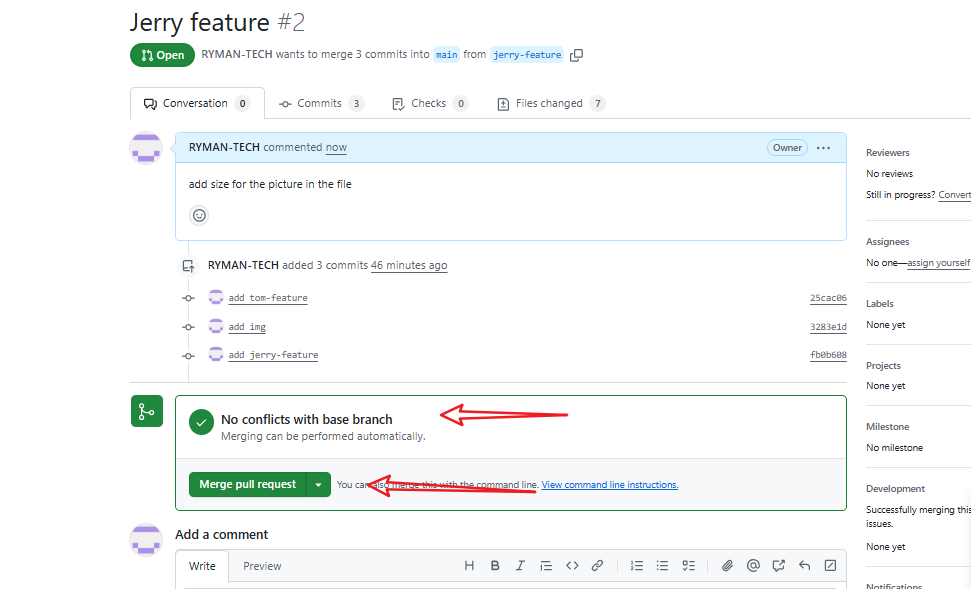 Jerry feature #2
Open RYMAN-TECH wants to merge 3 commits into main from jerry-feature
Conversation 0 Commits 3 Checks 0 Files changed 7
RYMAN-TECH commented now Owner
add size for the picture in the file
RYMAN-TECH added 3 commits 46 minutes ago
add tom-feature 25cac06
add img 3283e1d
add jerry-feature fb0b608
No conflicts with base branch
Merging can be performed automatically.
Merge pull request You can also merge this with the command line. View command line instructions.
Add a comment
Write Preview
Reviewers
No reviews
Still in progress? Convert
Assignees
No one—assign yourself
Labels
None yet
Projects
None yet
Milestone
No milestone
Development
Successfully merging this
issues.
None yet
Notifications